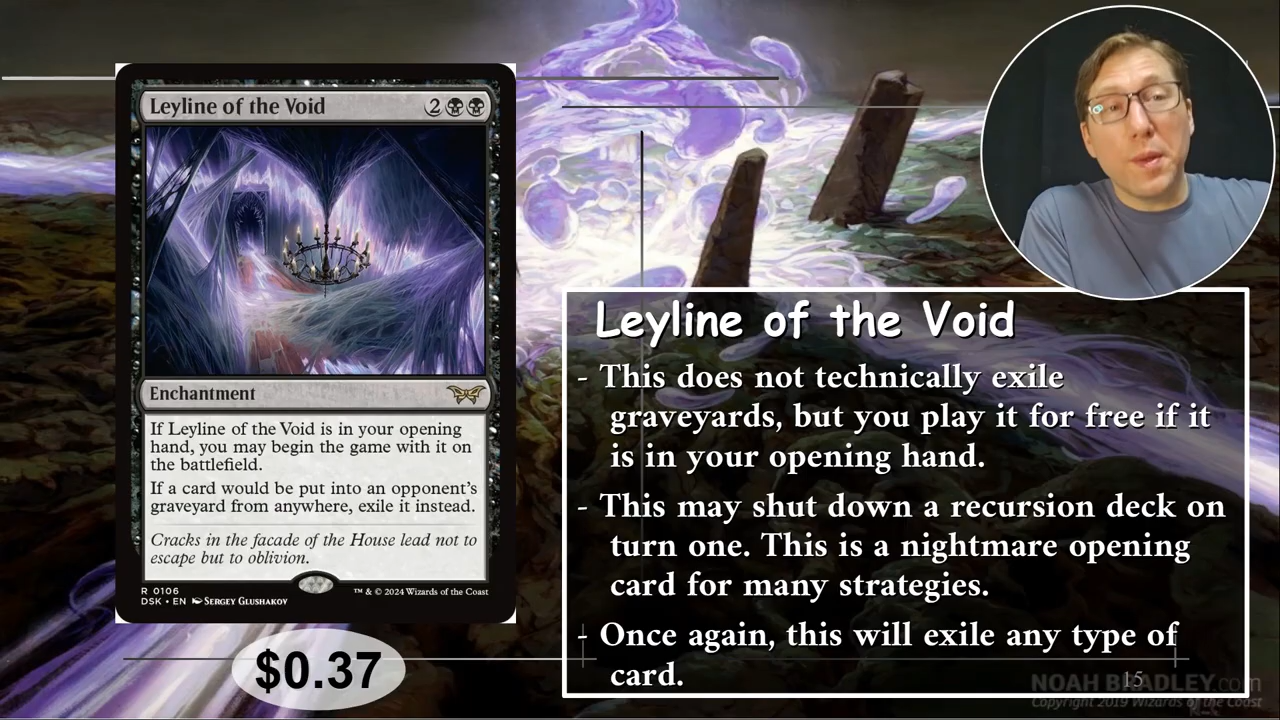 Leyline of the Void
2
If Leyline of the Void is in your opening
hand, you may begin the game with it on
the battlefield.
If a card would be put into an opponent's
graveyard from anywhere, exile it instead.
Cracks in the facade of the House lead not to
escape but to oblivion.
Enchantment
R 0106
DSK • EN Sergey Glushakov
™ & © 2024 Wizards of the Coast
$0.37
Leyline of the Void
- This does not technically exile
graveyards, but you play it for free if it
is in your opening hand.
- This may shut down a recursion deck on
turn one. This is a nightmare opening
card for many strategies.
- Once again, this will exile any type of
card.
15
NOAH BRADLEY.com
Copyright 2019 Wizards of the Coast